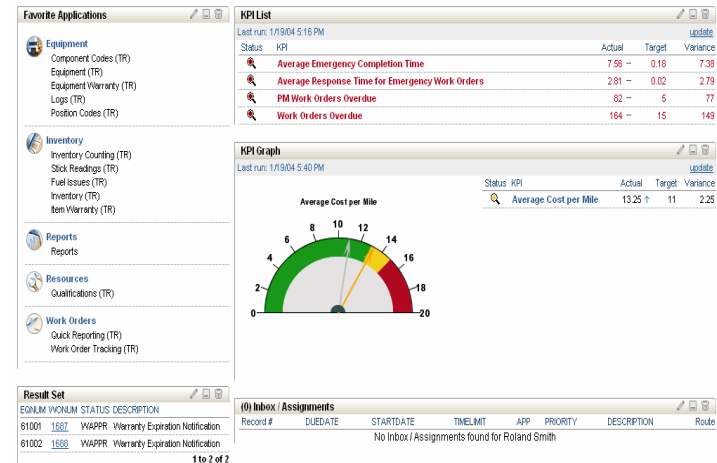 Favorite Applications
Equipment
Component Codes (TR)
Equipment (TR)
Equipment Warranty (TR)
Logs (TR)
Position Codes (TR)
Inventory
Inventory Counting (TR)
Stick Readings (TR)
Fuel Issues (TR)
Inventory (TR)
Item Warranty (TR)
Reports
Reports
Resources
Qualifications (TR)
Work Orders
Quick Reporting (TR)
Work Order Tracking (TR)
Result Set
EQNUM WONUM STATUS DESCRIPTION
61001 1687 WAPPR Warranty Expiration Notification
61002 1688 WAPPR Warranty Expiration Notification
1 to 2 of 2
KPI List
Last run: 1/19/04 5:16 PM update
Status KPI Actual Target Variance
Average Emergency Completion Time 7.56 – 0.18 7.38
Average Response Time for Emergency Work Orders 2.81 – 0.02 2.79
PM Work Orders Overdue 82 – 5 77
Work Orders Overdue 164 – 15 149
KPI Graph
Last run: 1/19/04 5:40 PM update
Status KPI Actual Target Variance
Average Cost per Mile 13.25 ↑ 11 2.25
Average Cost per Mile
0 2 4 6 8 10 12 14 16 18 20
(0) Inbox / Assignments
Record # DUEDATE STARTDATE TIMELIMIT APP PRIORITY DESCRIPTION Route
No Inbox / Assignments found for Roland Smith